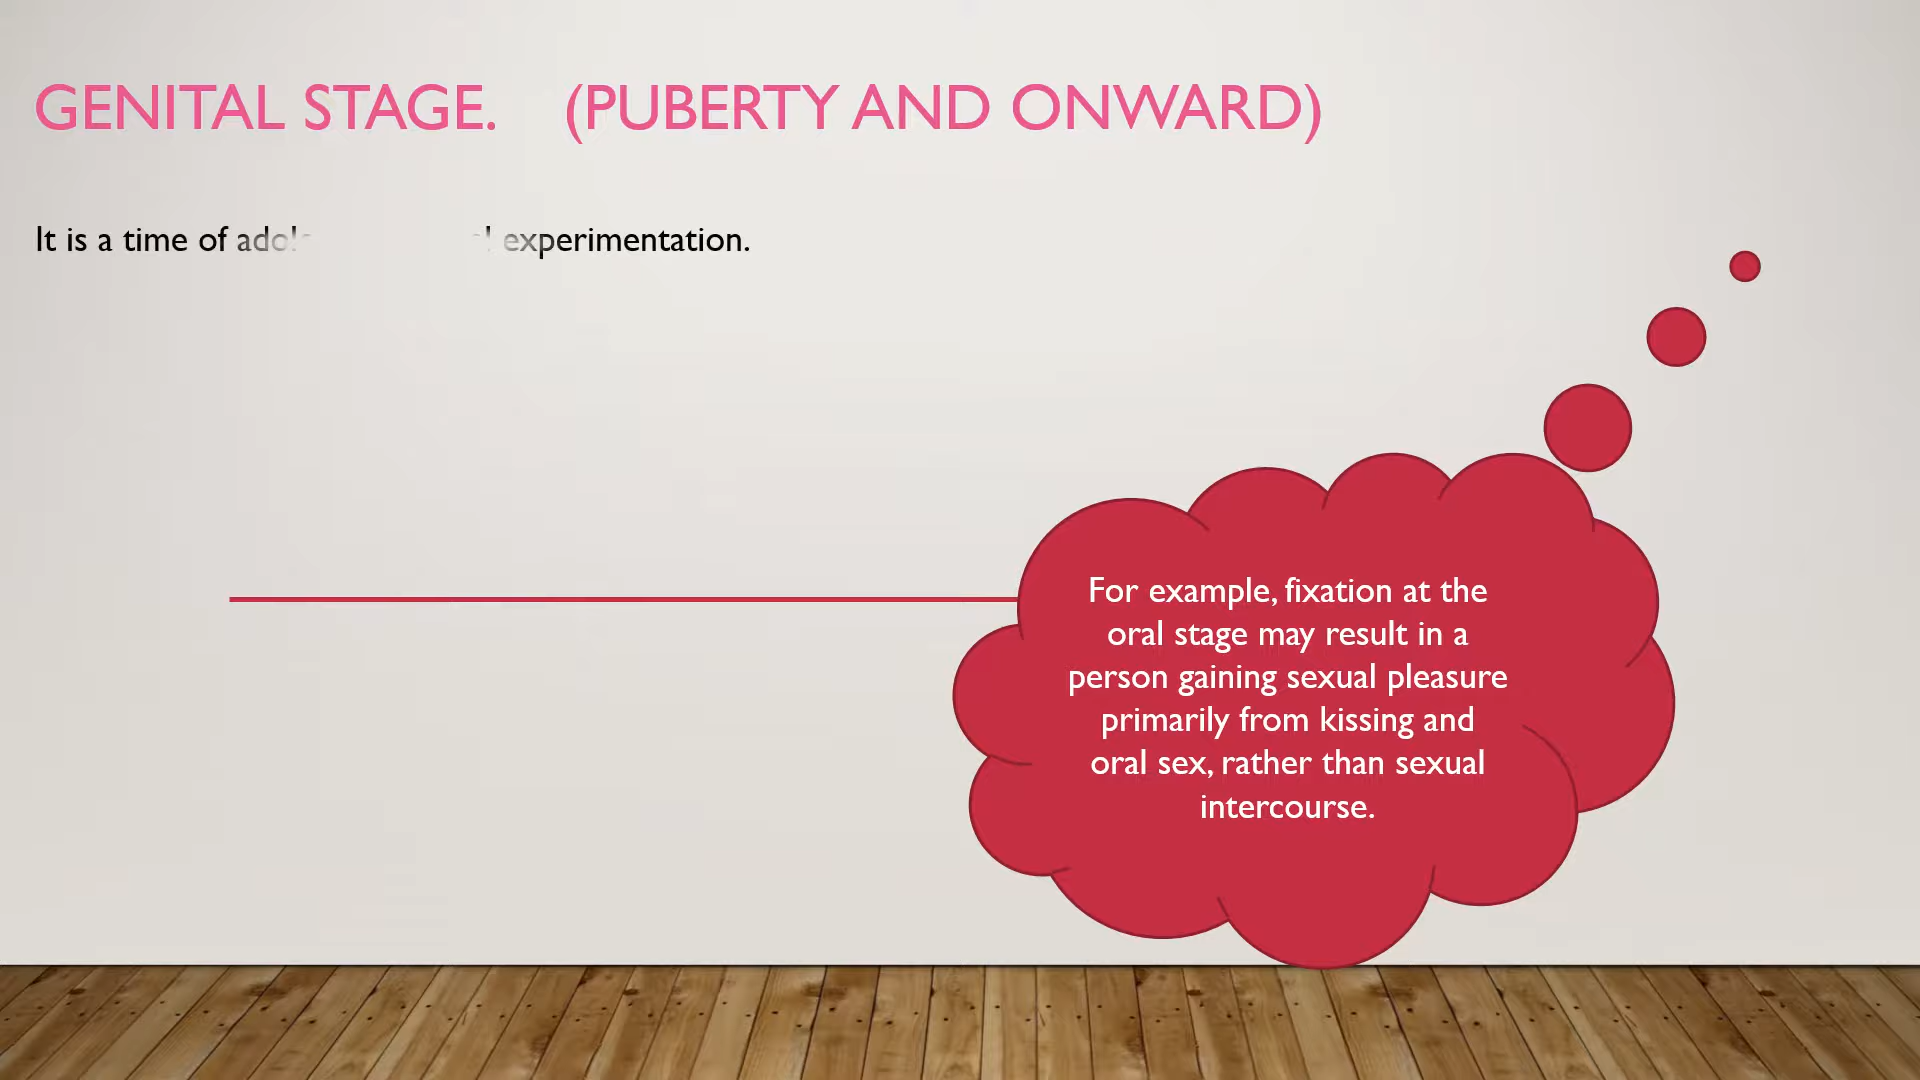 GENITAL STAGE. (PUBERTY AND ONWARD)
It is a time of experimentation.
For example, fixation at the
oral stage may result in a
person gaining sexual pleasure
primarily from kissing and
oral sex, rather than sexual
intercourse.